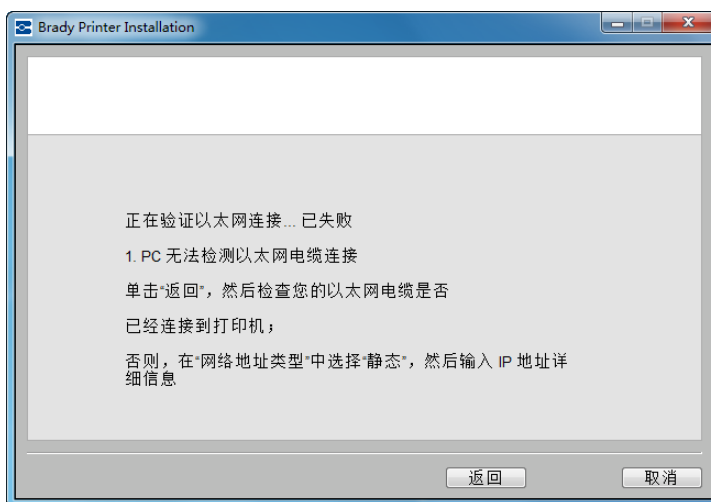 Brady Printer Installation
正在验证以太网连接... 已失败
1. PC 无法检测以太网电缆连接
单击“返回”，然后检查您的以太网电缆是否
已经连接到打印机；
否则，在“网络地址类型”中选择“静态”，然后输入 IP 地址详
细信息
返回
取消